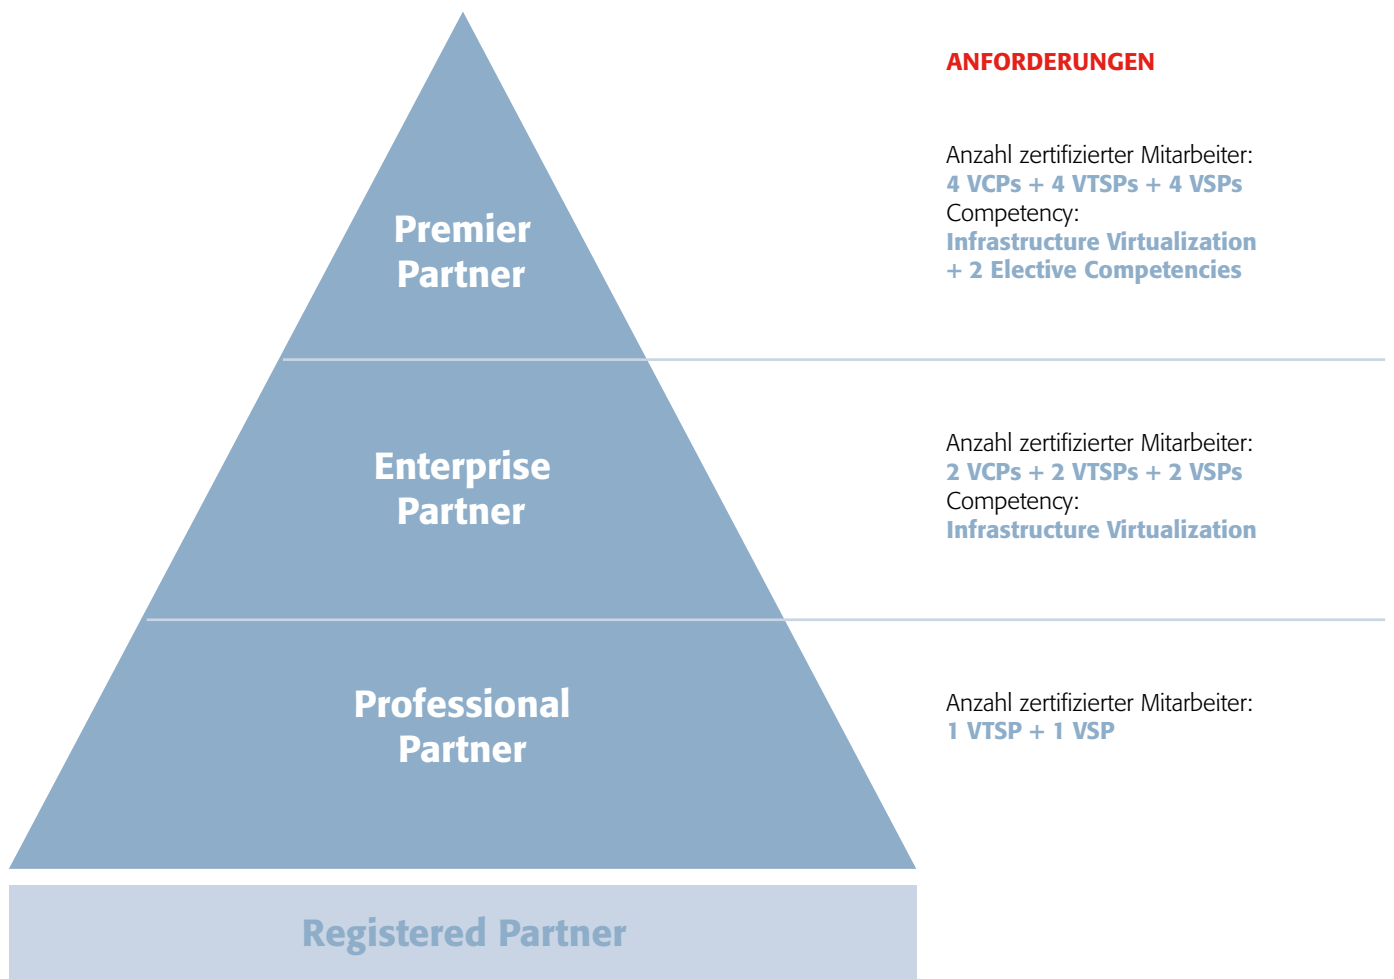 ANFORDERUNGEN
Premier
Partner
Anzahl zertifizierter Mitarbeiter:
4 VCPs + 4 VTSPs + 4 VSPs
Competency:
Infrastructure Virtualization
+ 2 Elective Competencies
Enterprise
Partner
Anzahl zertifizierter Mitarbeiter:
2 VCPs + 2 VTSPs + 2 VSPs
Competency:
Infrastructure Virtualization
Professional
Partner
Anzahl zertifizierter Mitarbeiter:
1 VTSP + 1 VSP
Registered Partner